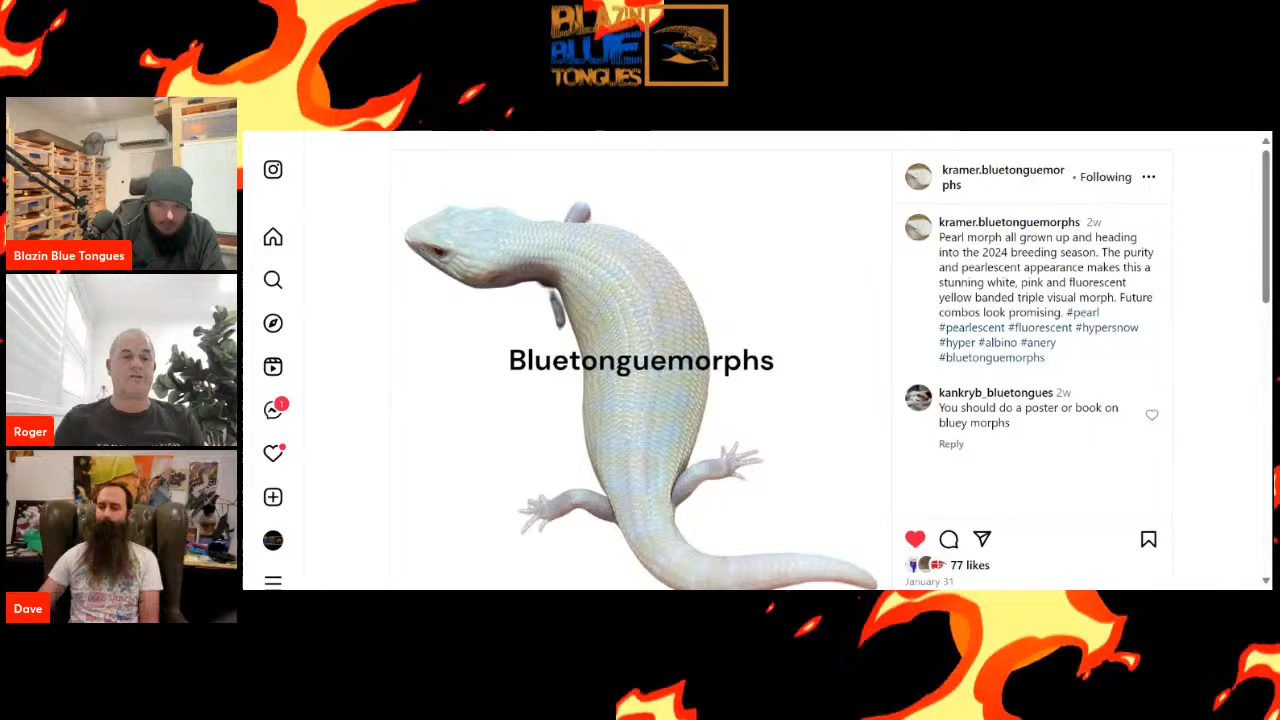 BLAZIN
BLUE
TONGUES
Blazin Blue Tongues
Roger
Dave
Bluetonguemorphs
1
kramer.bluetonguemor
phs
• Following
kramer.bluetonguemorphs 2w
Pearl morph all grown up and heading
into the 2024 breeding season. The purity
and pearlescent appearance makes this a
stunning white, pink and fluorescent
yellow banded triple visual morph. Future
combos look promising. #pearl
#pearlescent #fluorescent #hypersnow
#hyper #albino #anery
#bluetonguemorphs
kankryb_bluetongues 2w
You should do a poster or book on
bluey morphs
Reply
77 likes
January 31